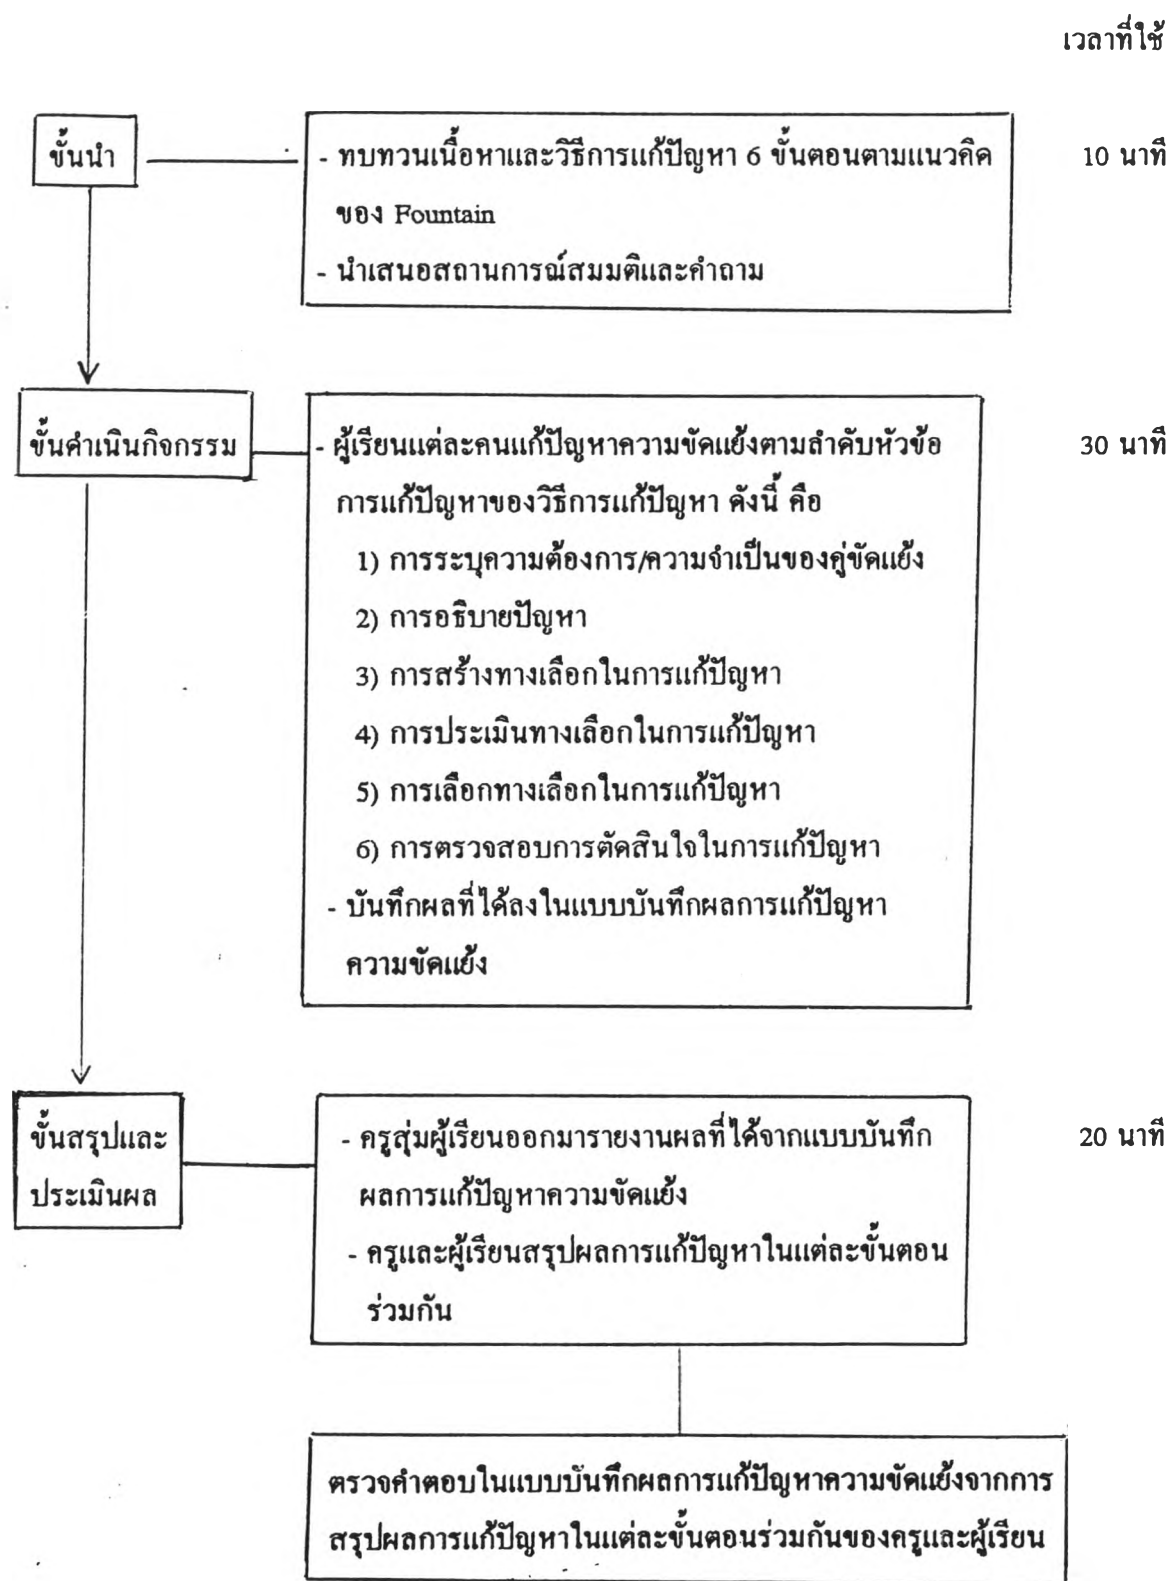 เวลาที่ใช้
ขั้นนำ
- ทบทวนเนื้อหาและวิธีการแก้ปัญหา 6 ขั้นตอนตามแนวคิด
ของ Fountain
- นำเสนอสถานการณ์สมมติและคำถาม
10 นาที
ขั้นดำเนินกิจกรรม
- ผู้เรียนแต่ละคนแก้ปัญหาความขัดแย้งตามลำดับหัวข้อ
การแก้ปัญหาของวิธีการแก้ปัญหา ดังนี้ คือ
1) การระบุความต้องการ/ความจำเป็นของคู่ขัดแย้ง
2) การอธิบายปัญหา
3) การสร้างทางเลือกในการแก้ปัญหา
4) การประเมินทางเลือกในการแก้ปัญหา
5) การเลือกทางเลือกในการแก้ปัญหา
6) การตรวจสอบการตัดสินใจในการแก้ปัญหา
- บันทึกผลที่ได้ลงในแบบบันทึกผลการแก้ปัญหา
ความขัดแย้ง
30 นาที
ขั้นสรุปและ
ประเมินผล
- ครูสุ่มผู้เรียนออกมารายงานผลที่ได้จากแบบบันทึก
ผลการแก้ปัญหาความขัดแย้ง
- ครูและผู้เรียนสรุปผลการแก้ปัญหาในแต่ละขั้นตอน
ร่วมกัน
20 นาที
ตรวจคำตอบในแบบบันทึกผลการแก้ปัญหาความขัดแย้งจากการ
สรุปผลการแก้ปัญหาในแต่ละขั้นตอนร่วมกันของครูและผู้เรียน